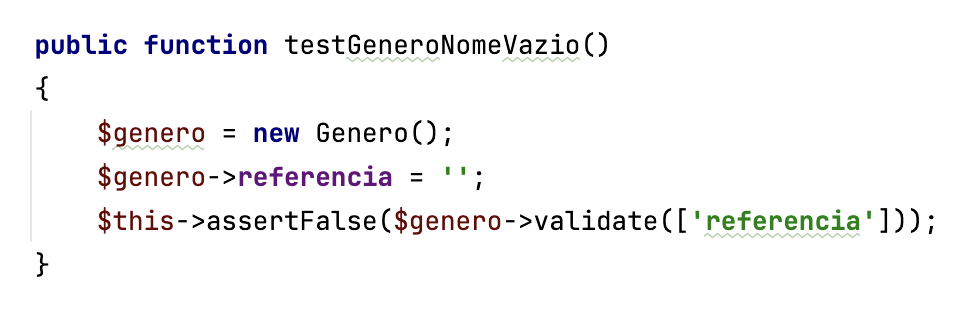 public function testGeneroNomeVazio()
{
    $genero = new Genero();
    $genero->referencia = '';
    $this->assertFalse($genero->validate(['referencia']));
}